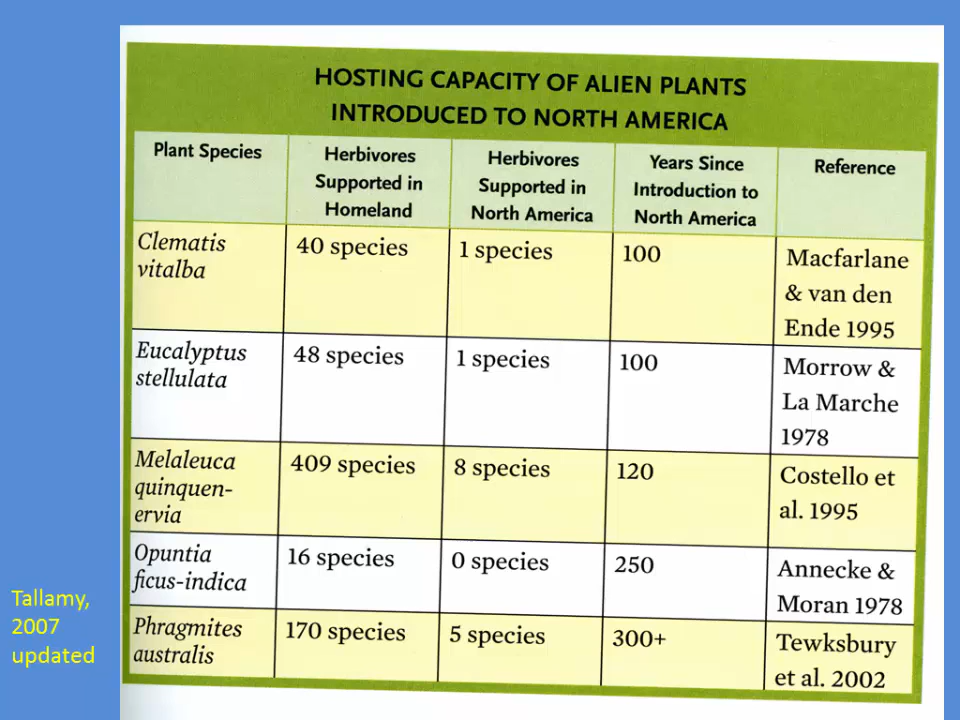 HOSTING CAPACITY OF ALIEN PLANTS
INTRODUCED TO NORTH AMERICA
Plant Species
Herbivores
Supported in
Homeland
Herbivores
Supported in
North America
Years Since
Introduction to
North America
Reference
Clematis
vitalba
40 species
1 species
100
Macfarlane
& van den
Ende 1995
Eucalyptus
stellulata
48 species
1 species
100
Morrow &
La Marche
1978
Melaleuca
quinquen-
ervia
409 species
8 species
120
Costello et
al. 1995
Opuntia
ficus-indica
16 species
0 species
250
Annecke &
Moran 1978
Phragmites
australis
170 species
5 species
300+
Tewksbury
et al. 2002
Tallamy,
2007
updated